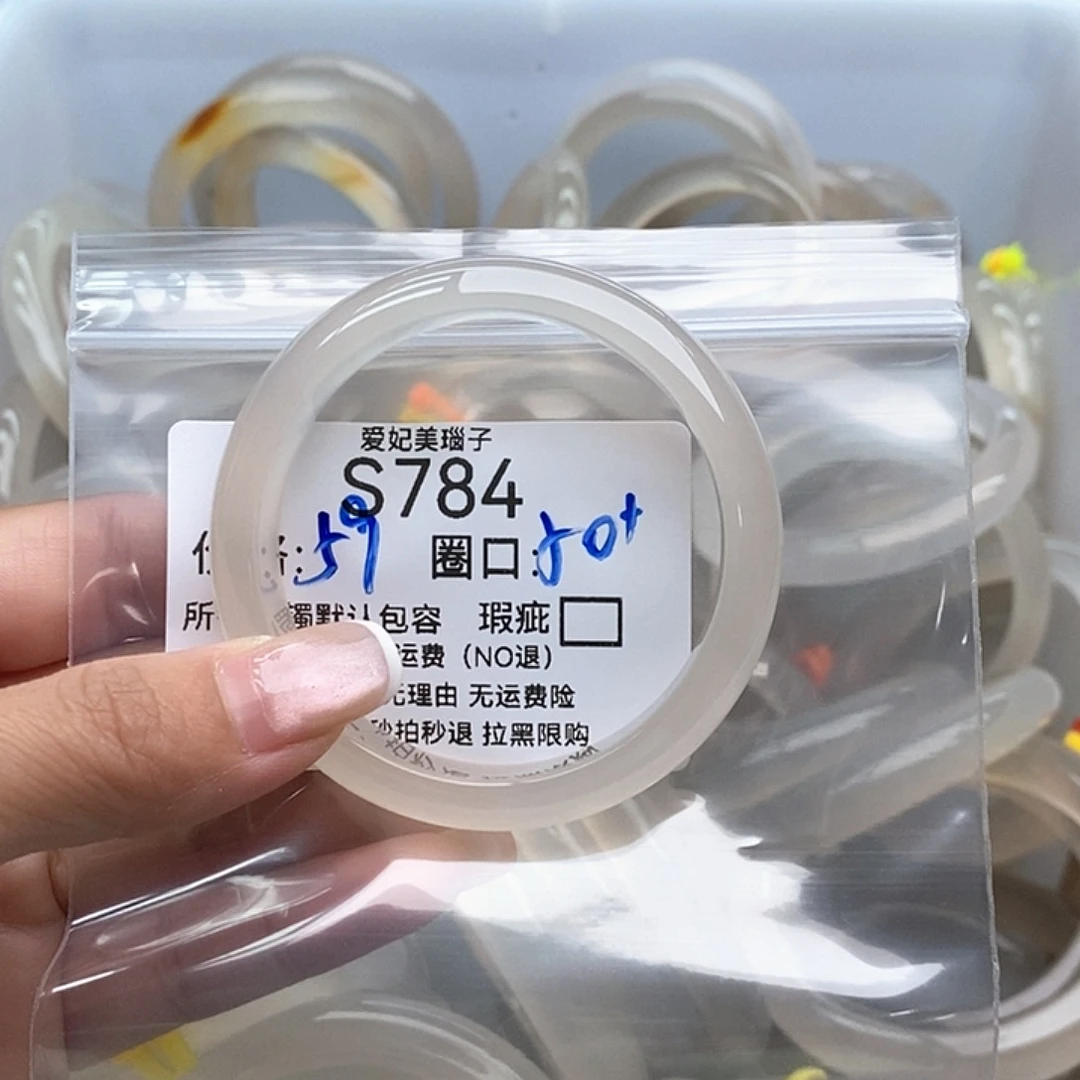 爱妃美瑙子
S784
:59 圈口:50+
所 镯默认包容 瑕疵
运费（NO退）
无理由 无运费险
秒拍秒退 拉黑限购